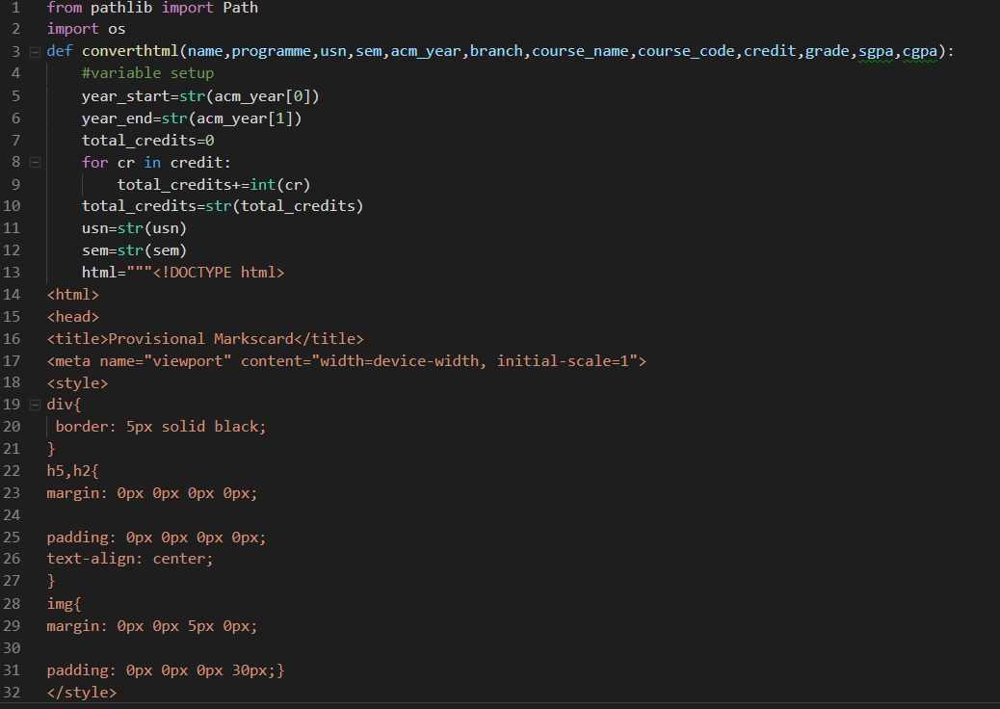 1 from pathlib import Path
2 import os
3 def converthtml(name,programme,usn,sem,acm_year,branch,course_name,course_code,credit,grade,sgpa,cgpa):
4     #variable setup
5     year_start=str(acm_year[0])
6     year_end=str(acm_year[1])
7     total_credits=0
8     for cr in credit:
9         total_credits+=int(cr)
10     total_credits=str(total_credits)
11     usn=str(usn)
12     sem=str(sem)
13     html="""<!DOCTYPE html>
14 <html>
15 <head>
16 <title>Provisional Markscard</title>
17 <meta name="viewport" content="width=device-width, initial-scale=1">
18 <style>
19 div{
20  border: 5px solid black;
21 }
22 h5,h2{
23 margin: 0px 0px 0px 0px;
24
25 padding: 0px 0px 0px 0px;
26 text-align: center;
27 }
28 img{
29 margin: 0px 0px 5px 0px;
30
31 padding: 0px 0px 0px 30px;}
32 </style>